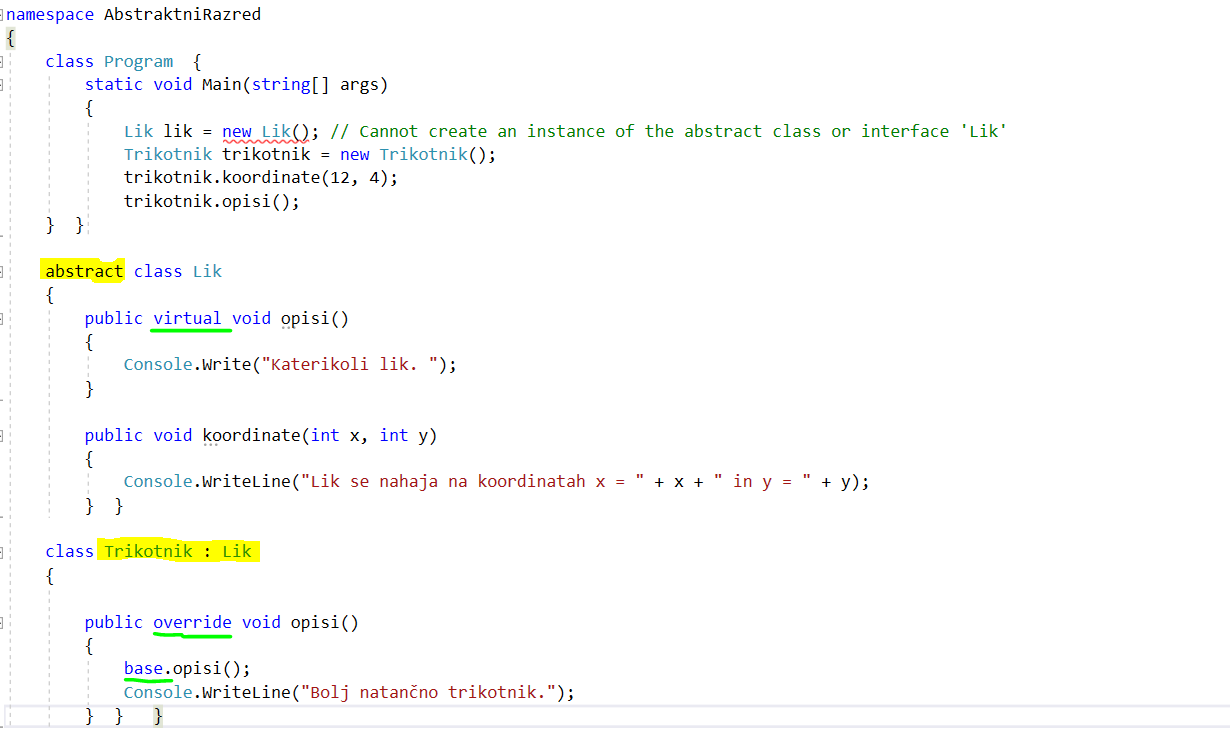 namespace AbstraktniRazred
{
class Program {
static void Main(string[] args)
{
Lik lik = new Lik(); // Cannot create an instance of the abstract class or interface 'Lik'
Trikotnik trikotnik = new Trikotnik();
trikotnik.koordinate(12, 4);
trikotnik.opisi();
} }
abstract class Lik
{
public virtual void opisi()
{
Console.Write("Katerikoli lik. ");
}
public void koordinate(int x, int y)
{
Console.WriteLine("Lik se nahaja na koordinatah x = " + x + " in y = " + y);
} }
class Trikotnik : Lik
{
public override void opisi()
{
base.opisi();
Console.WriteLine("Bolj natančno trikotnik.");
} } }